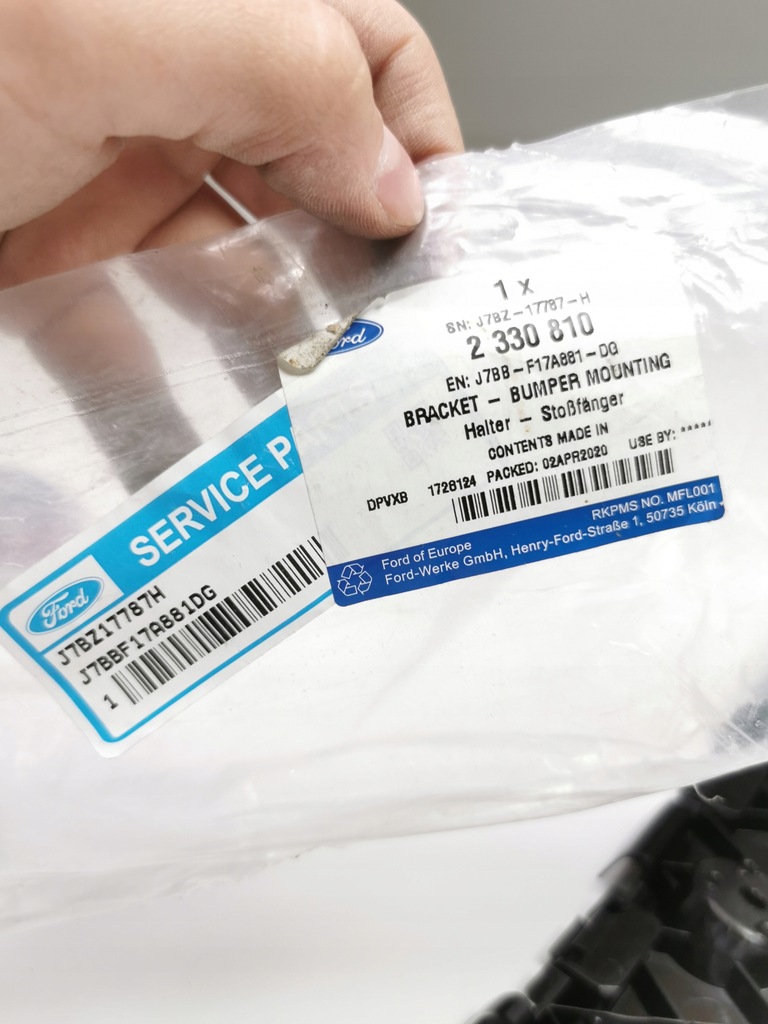 1 x
SN: J7BZ-17787-H
2 330 810
EN: J7BB-F17A881-DG
BRACKET - BUMPER MOUNTING
Halter - Stoßfänger
CONTENTS MADE IN
DPVXB 1726124 PACKED: 02APR2020 USE BY: *****
RKPMS NO. MFL001
Ford of Europe
Ford-Werke GmbH, Henry-Ford-Straße 1, 50735 Köln
SERVICE P
Ford
J7BZ17787H
J7BBF17A881DG
1